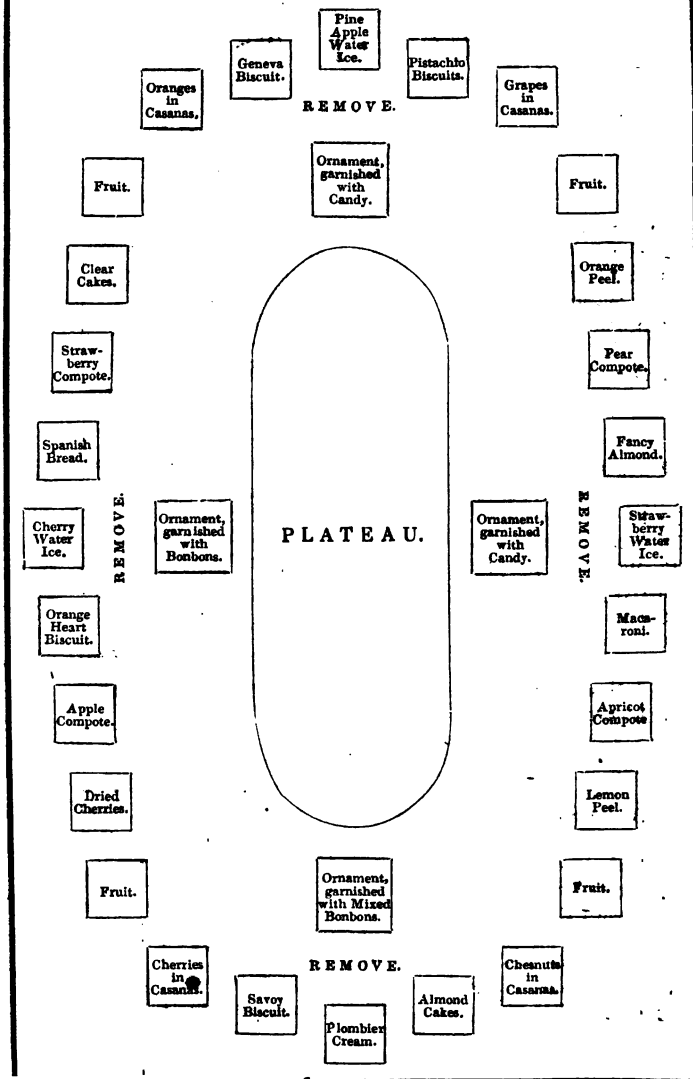 Pine
Apple
Water
Ice.
Geneva
Biscuit.
Pistachio
Biscuits.
Oranges
in
Casanas.
Grapes
in
Casanas.
REMOVE.
Fruit.
Ornament,
garnished
with
Candy.
Fruit.
Clear
Cakes.
Orange
Peel.
Straw-
berry
Compote.
Pear
Compote.
Spanish
Bread.
Fancy
Almond.
Cherry
Water
Ice.
REMOVE.
Ornament,
garnished
with
Bonbons.
PLATEAU.
Ornament,
garnished
with
Candy.
REMOVE.
Straw-
berry
Water
Ice.
Orange
Heart
Biscuit.
Maca-
roni.
Apple
Compote.
Apricot
Compote
Dried
Cherries.
Lemon
Peel.
Fruit.
Ornament,
garnished
with Mixed
Bonbons.
Fruit.
Cherries
in
Casanas.
REMOVE.
Chesnuts
in
Casanas.
Savoy
Biscuit.
Almond
Cakes.
Plombier
Cream.